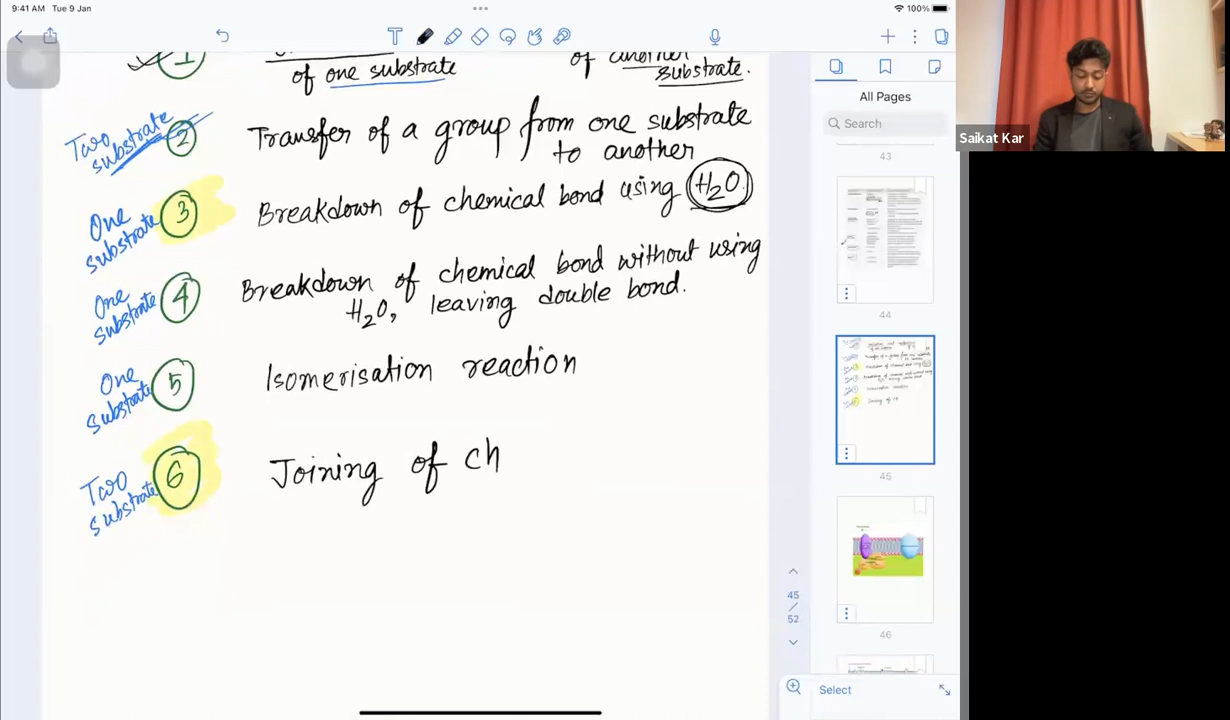 9:41 AM Tue 9 Jan
100%
1
of one substrate
of another
substrate.
Two
substrate
2
Transfer of a group from one substrate
to another
One
substrate
3
Breakdown of chemical bond using H2O
One
substrate
4
Breakdown of chemical bond without using
H2O, leaving double bond.
One
substrate
5
Isomerisation reaction
Two
substrate
6
Joining of ch
45
/
52
All Pages
Search
43
44
45
46
Select
Saikat Kar